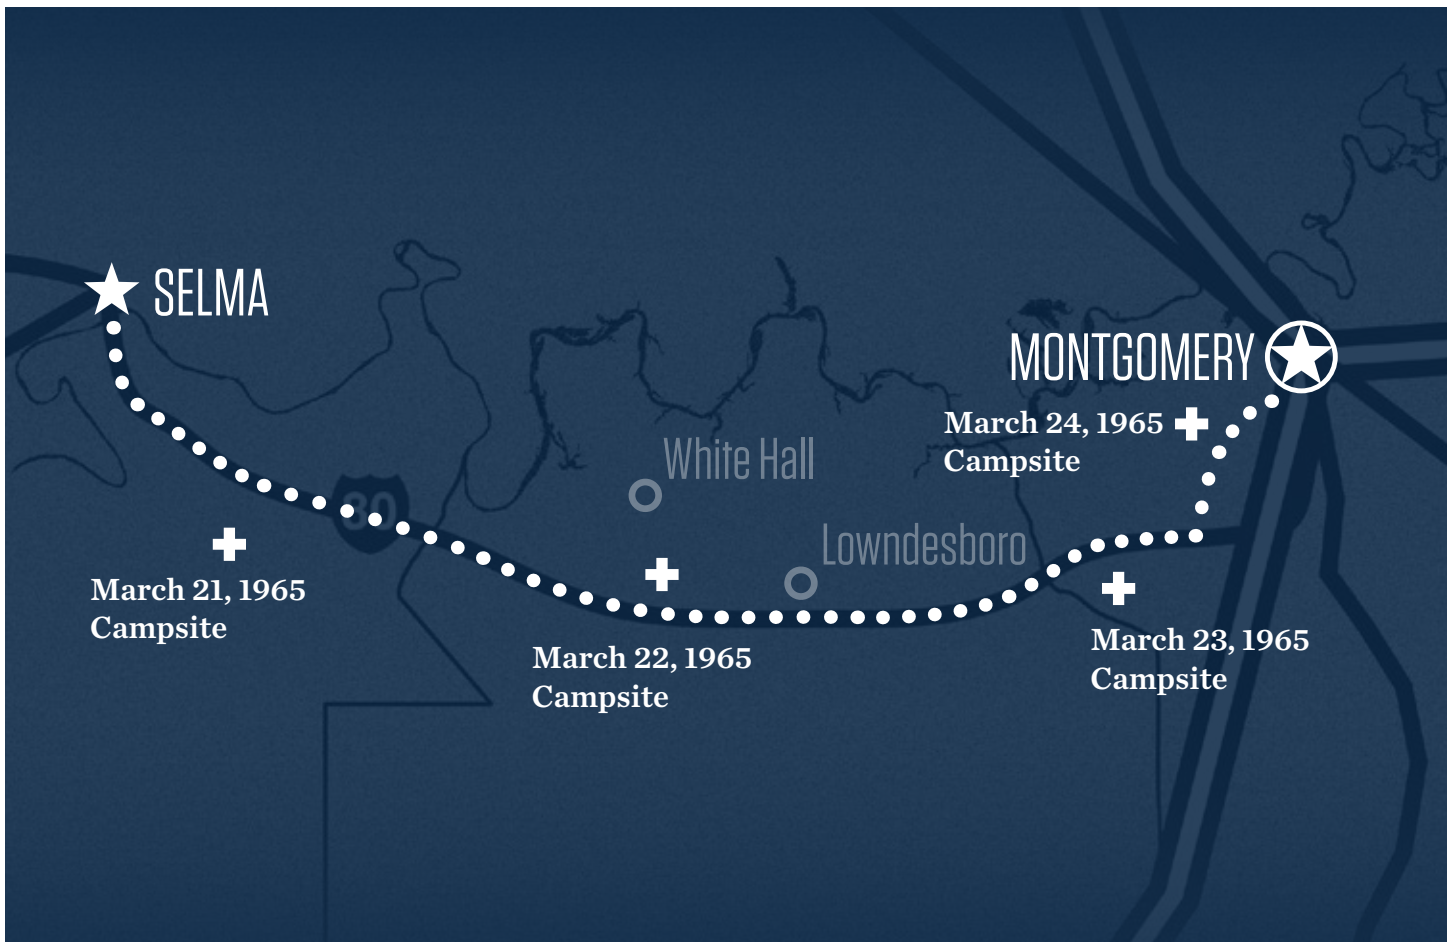 SELMA
MONTGOMERY
March 24, 1965
Campsite
White Hall
80
Lowndesboro
March 21, 1965
Campsite
March 22, 1965
Campsite
March 23, 1965
Campsite